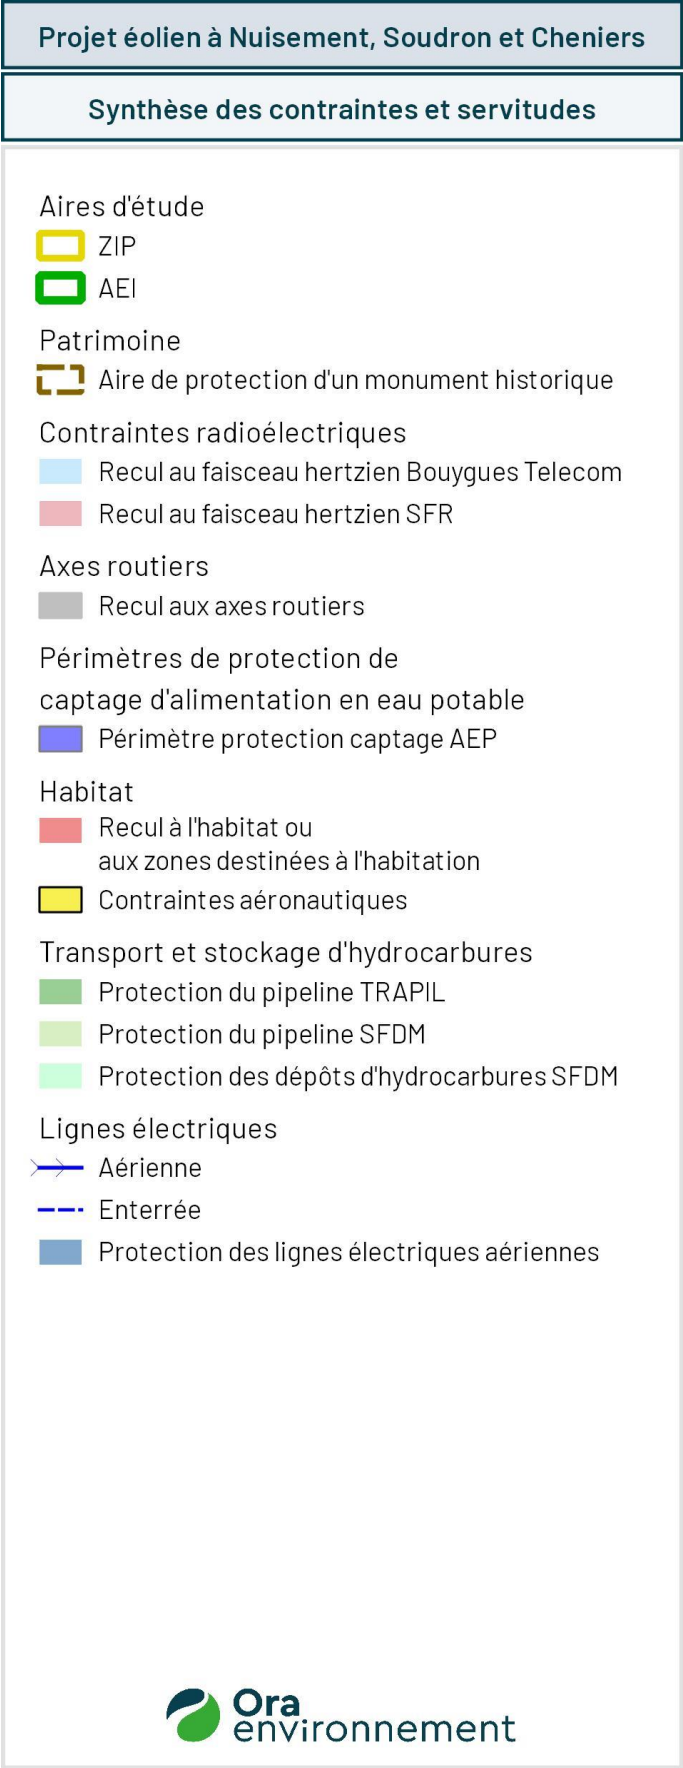 Projet éolien à Nuisement, Soudron et Cheniers
Synthèse des contraintes et servitudes
Aires d'étude
ZIP
AEI
Patrimoine
Aire de protection d'un monument historique
Contraintes radioélectriques
Recul au faisceau hertzien Bouygues Telecom
Recul au faisceau hertzien SFR
Axes routiers
Recul aux axes routiers
Périmètres de protection de
captage d'alimentation en eau potable
Périmètre protection captage AEP
Habitat
Recul à l'habitat ou
aux zones destinées à l'habitation
Contraintes aéronautiques
Transport et stockage d'hydrocarbures
Protection du pipeline TRAPIL
Protection du pipeline SFDM
Protection des dépôts d'hydrocarbures SFDM
Lignes électriques
Aérienne
Enterrée
Protection des lignes électriques aériennes
Ora
environnement